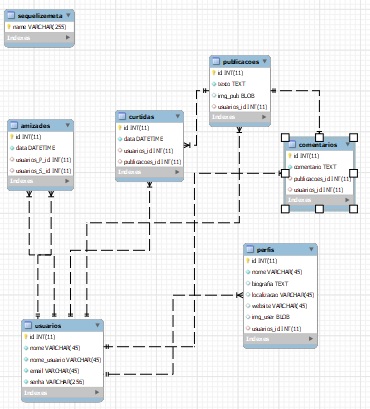 sequelizemeta
name VARCHAR(255)
Indexes
publicacoes
id INT(11)
texto TEXT
img_pub BLOB
usuarios_id INT(11)
Indexes
curtidas
id INT(11)
data DATETIME
usuarios_id INT(11)
publicacoes_id INT(11)
Indexes
amizades
id INT(11)
data DATETIME
usuarios_P_id INT(11)
usuarios_S_id INT(11)
Indexes
comentarios
id INT(11)
comentario TEXT
publicacoes_id INT(11)
usuarios_id INT(11)
Indexes
perfis
id INT(11)
nome VARCHAR(45)
biografia TEXT
localizacao VARCHAR(45)
website VARCHAR(45)
img_user BLOB
usuarios_id INT(11)
Indexes
usuarios
id INT(11)
nome VARCHAR(45)
nome_usuario VARCHAR(45)
email VARCHAR(45)
senha VARCHAR(256)
Indexes